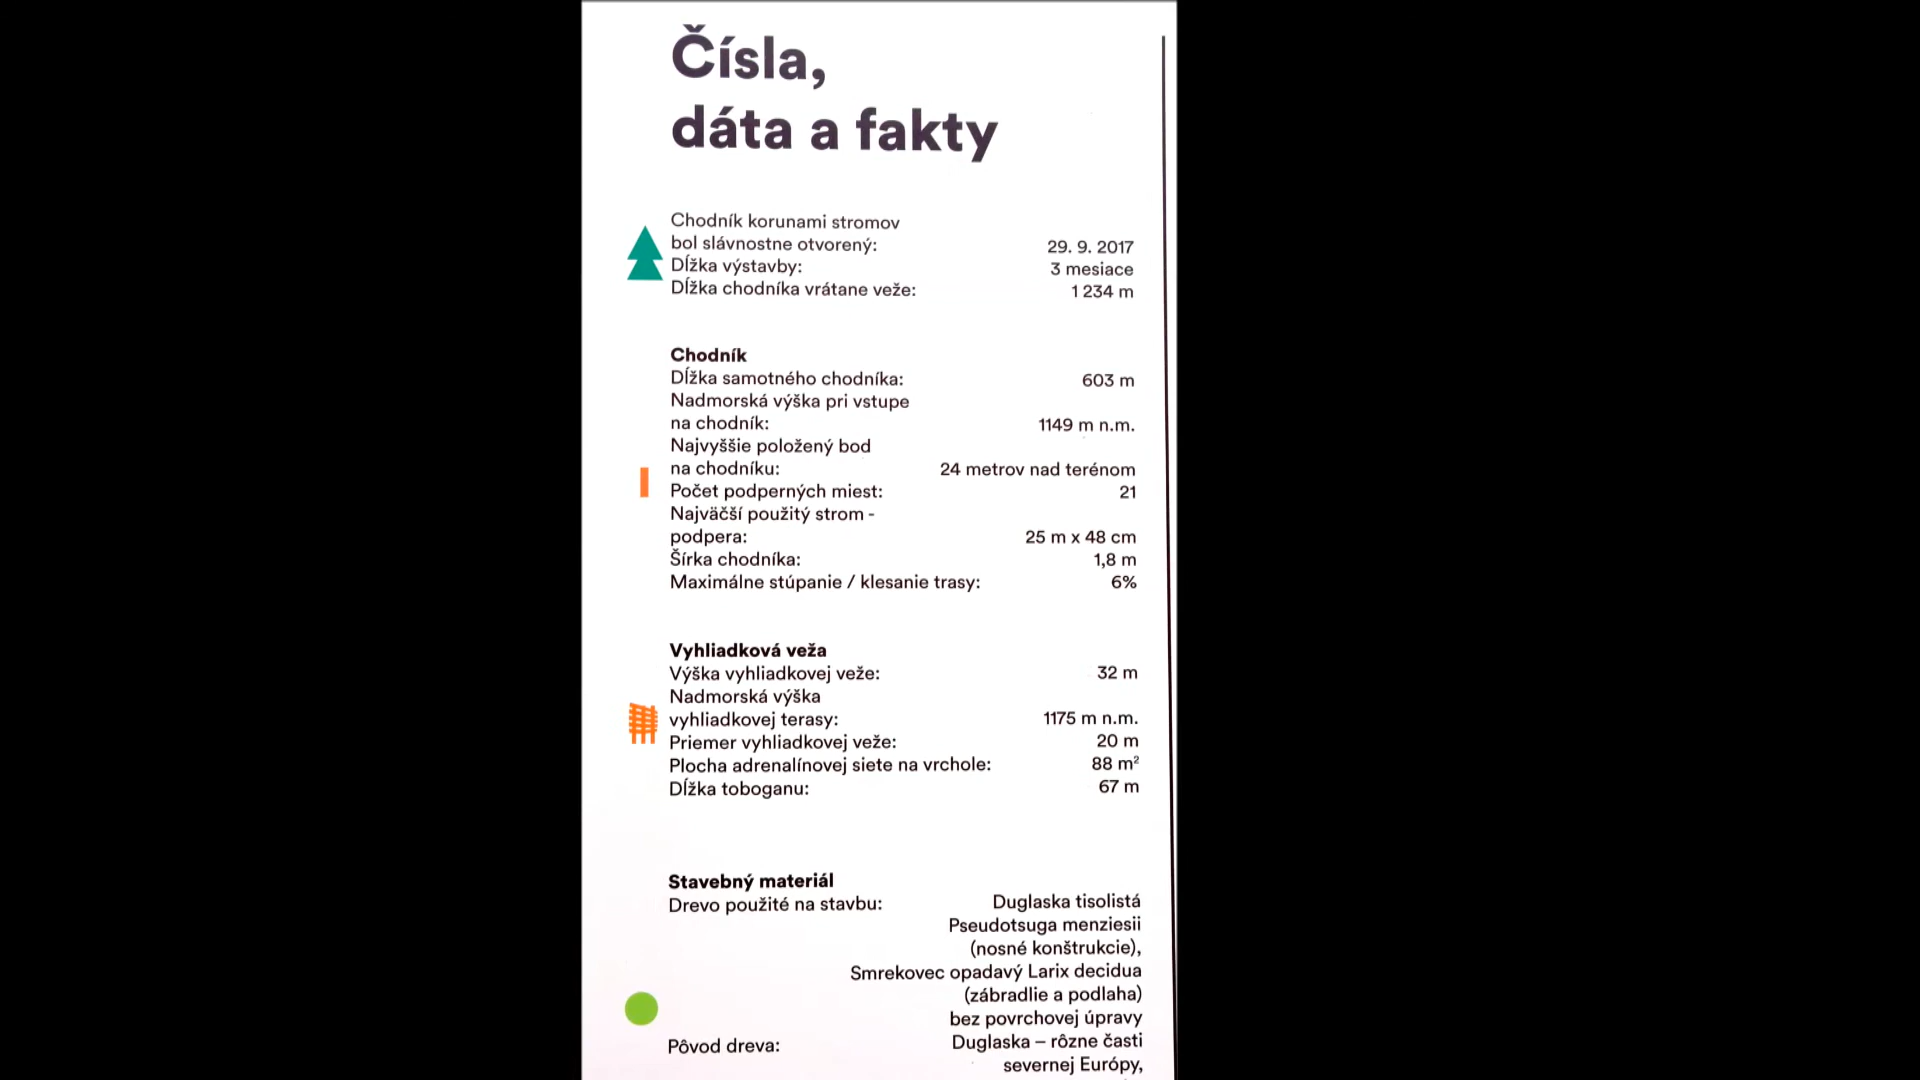 Čísla,
dáta a fakty
Chodník korunami stromov
bol slávnostne otvorený: 29. 9. 2017
Dĺžka výstavby: 3 mesiace
Dĺžka chodníka vrátane veže: 1 234 m
Chodník
Dĺžka samotného chodníka: 603 m
Nadmorská výška pri vstupe
na chodník: 1149 m n.m.
Najvyššie položený bod
na chodníku: 24 metrov nad terénom
Počet podperných miest: 21
Najväčší použitý strom -
podpera: 25 m x 48 cm
Šírka chodníka: 1,8 m
Maximálne stúpanie / klesanie trasy: 6%
Vyhliadková veža
Výška vyhliadkovej veže: 32 m
Nadmorská výška
vyhliadkovej terasy: 1175 m n.m.
Priemer vyhliadkovej veže: 20 m
Plocha adrenalínovej siete na vrchole: 88 m²
Dĺžka toboganu: 67 m
Stavebný materiál
Drevo použité na stavbu: Duglaska tisolistá
Pseudotsuga menziesii
(nosné konštrukcie),
Smrekovec opadavý Larix decidua
(zábradlie a podlaha)
bez povrchovej úpravy
Pôvod dreva: Duglaska – rôzne časti
severnej Európy,